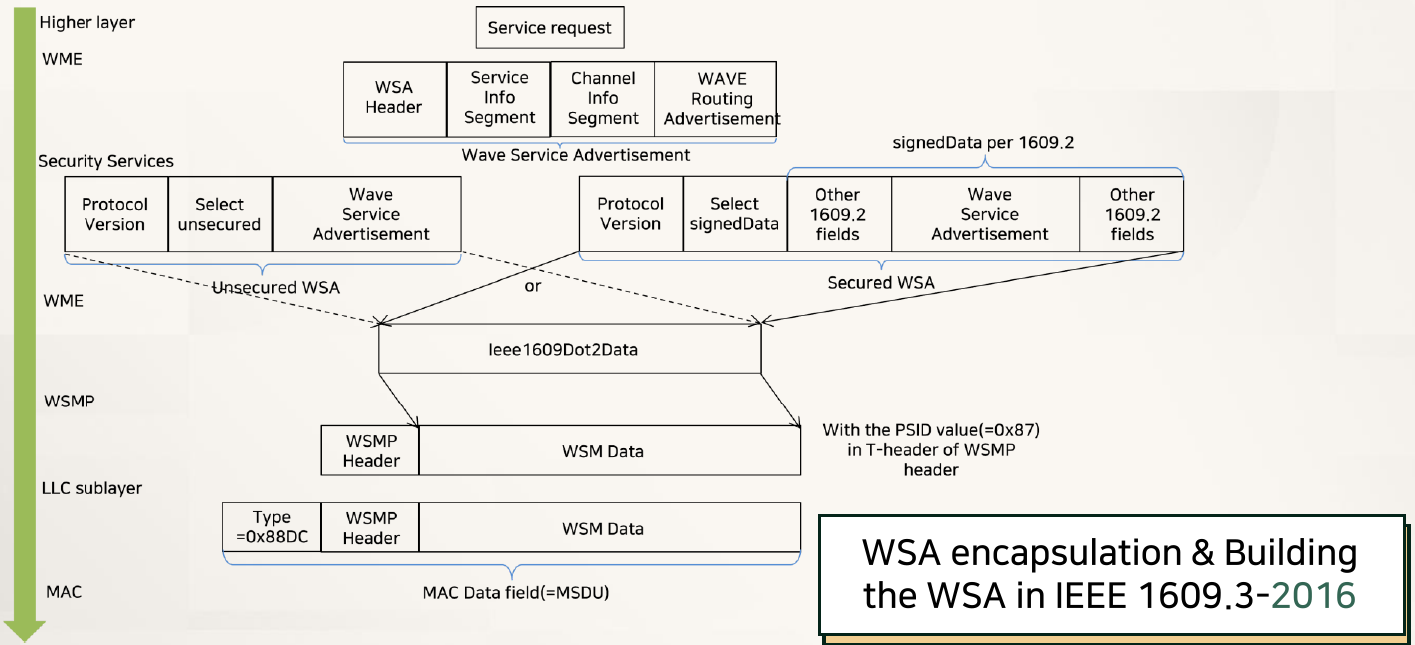 Higher layer
Service request
WME
WSA
Header
Service
Info
Segment
Channel
Info
Segment
WAVE
Routing
Advertisement
Wave Service Advertisement
signedData per 1609.2
Security Services
Protocol
Version
Select
unsecured
Wave
Service
Advertisement
Protocol
Version
Select
signedData
Other
1609.2
fields
Wave
Service
Advertisement
Other
1609.2
fields
Unsecured WSA
or
Secured WSA
WME
Ieee1609Dot2Data
WSMP
WSMP
Header
WSM Data
With the PSID value(=0x87)
in T-header of WSMP
header
LLC sublayer
Type
=0x88DC
WSMP
Header
WSM Data
MAC
MAC Data field(=MSDU)
WSA encapsulation & Building
the WSA in IEEE 1609.3-2016